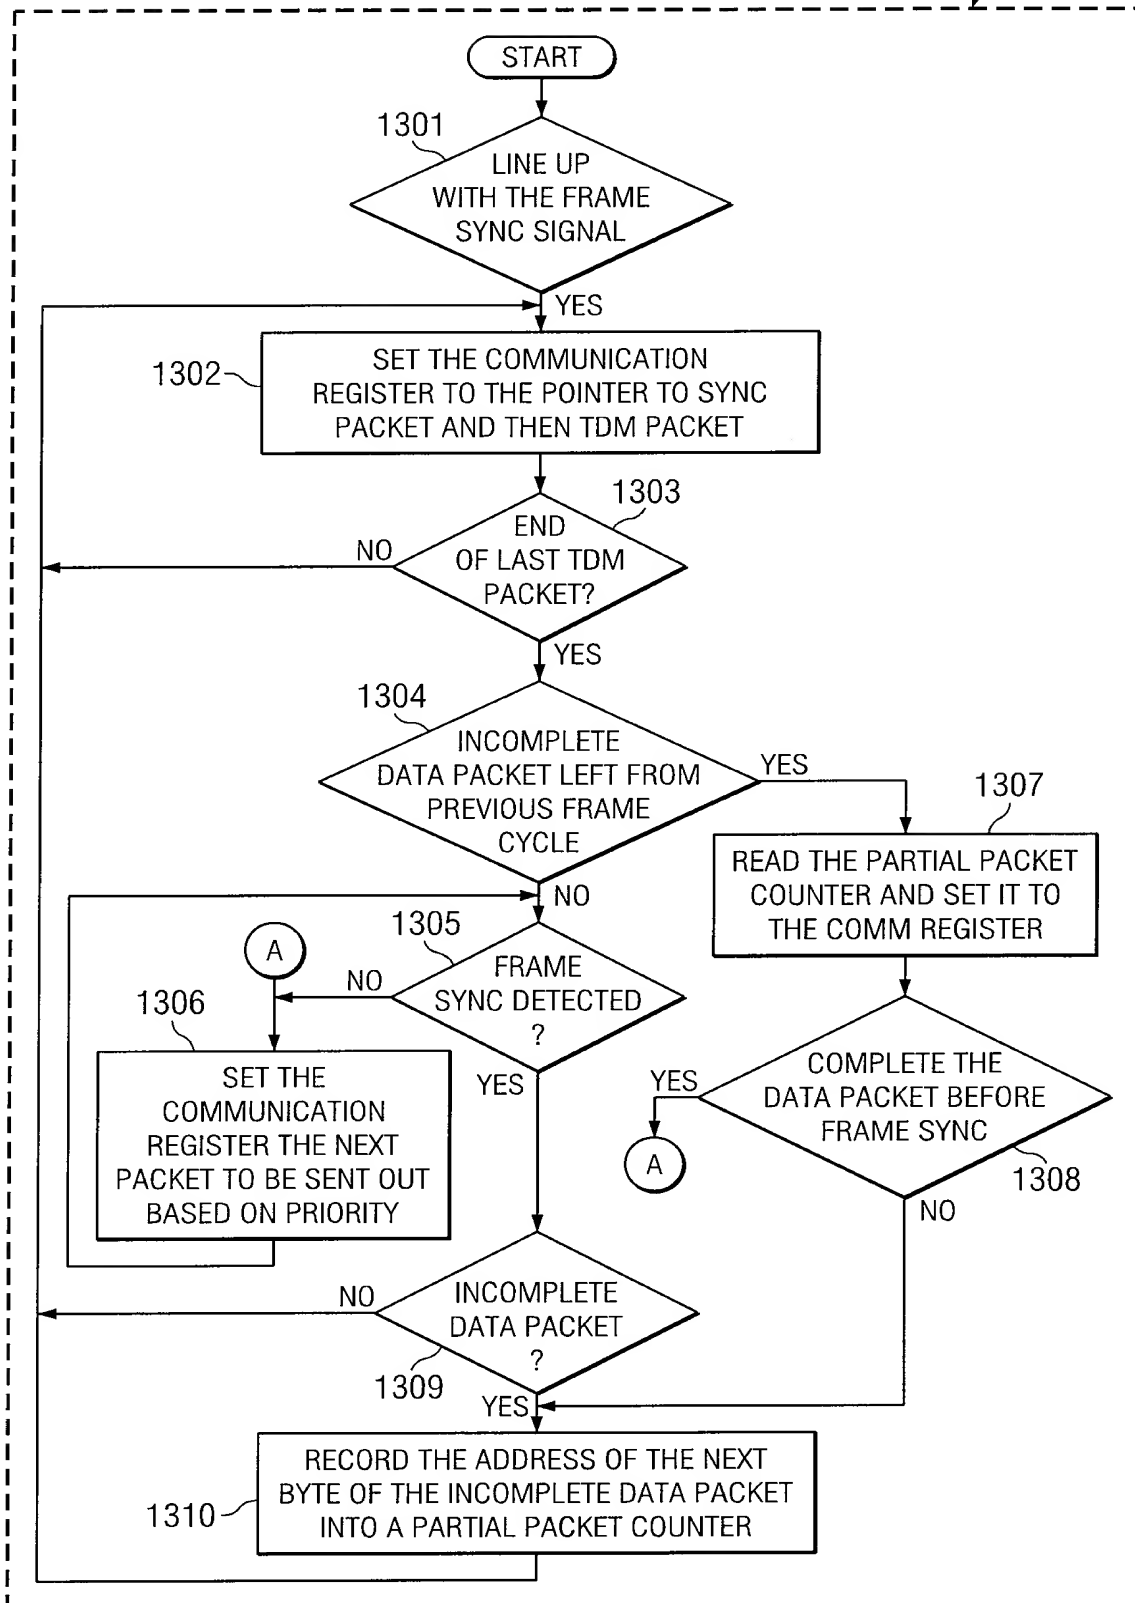 START
1301
LINE UP
WITH THE FRAME
SYNC SIGNAL
YES
1302
SET THE COMMUNICATION
REGISTER TO THE POINTER TO SYNC
PACKET AND THEN TDM PACKET
1303
END
OF LAST TDM
PACKET?
NO
YES
1304
INCOMPLETE
DATA PACKET LEFT FROM
PREVIOUS FRAME
CYCLE
YES
1307
READ THE PARTIAL PACKET
COUNTER AND SET IT TO
THE COMM REGISTER
NO
1305
FRAME
SYNC DETECTED
?
A
NO
1306
SET THE
COMMUNICATION
REGISTER THE NEXT
PACKET TO BE SENT OUT
BASED ON PRIORITY
YES
COMPLETE THE
DATA PACKET BEFORE
FRAME SYNC
YES
A
1308
NO
INCOMPLETE
DATA PACKET
?
NO
1309
YES
1310
RECORD THE ADDRESS OF THE NEXT
BYTE OF THE INCOMPLETE DATA PACKET
INTO A PARTIAL PACKET COUNTER